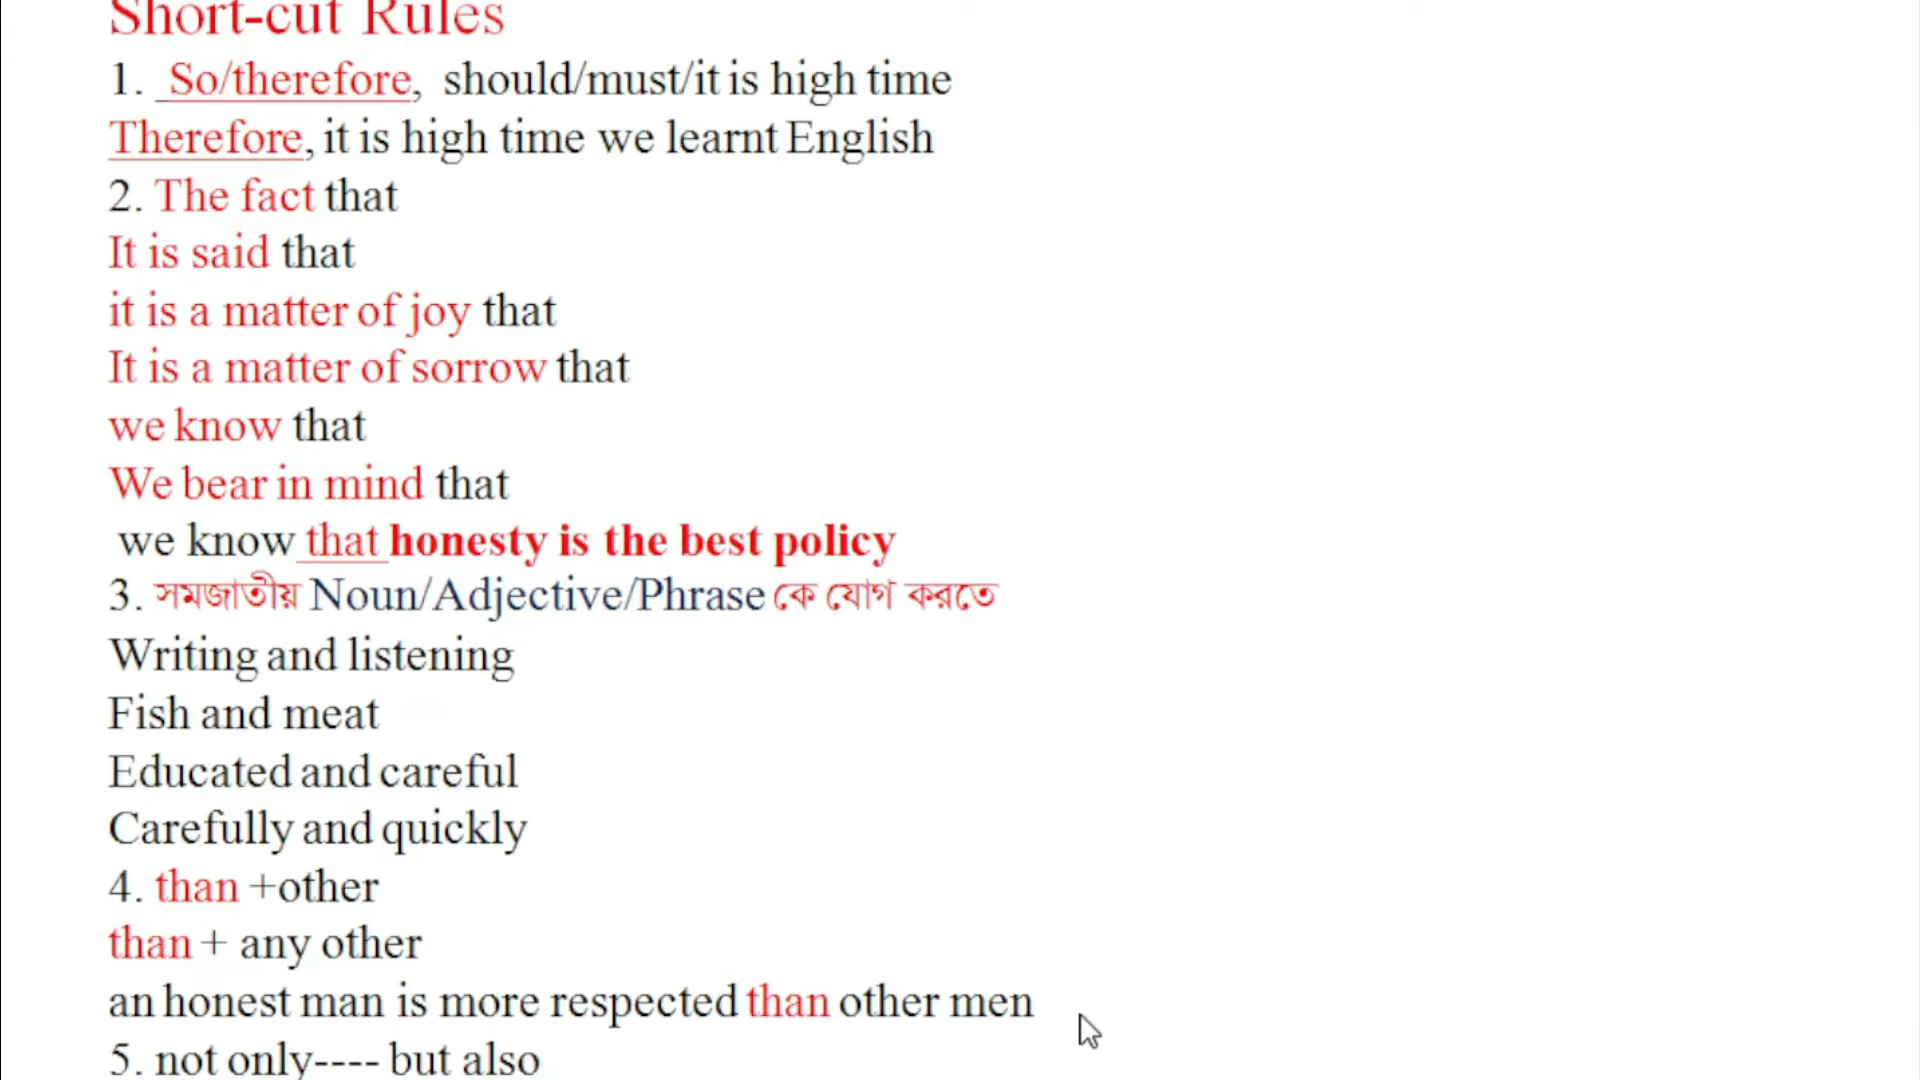 Short-cut Rules
1. _So/therefore, should/must/it is high time
Therefore, it is high time we learnt English
2. The fact that
It is said that
it is a matter of joy that
It is a matter of sorrow that
we know that
We bear in mind that
we know that honesty is the best policy
3. সমজাতীয় Noun/Adjective/Phrase কে যোগ করতে
Writing and listening
Fish and meat
Educated and careful
Carefully and quickly
4. than +other
than + any other
an honest man is more respected than other men
5. not only---- but also